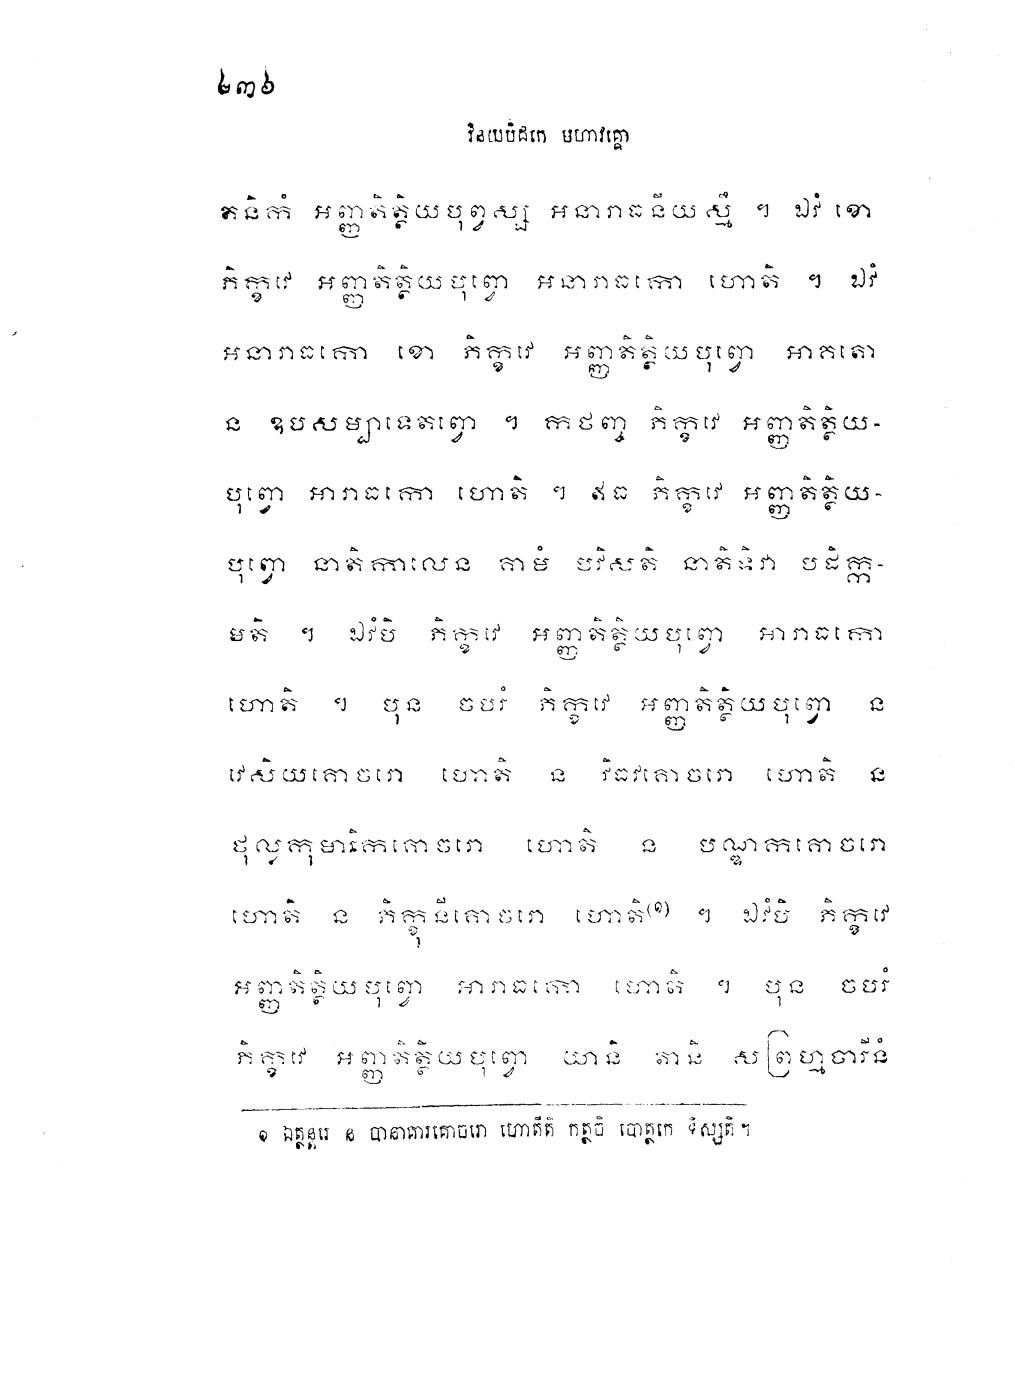 ២៣៦
វិនយបិដកេ មហាវគ្គោ
តនិកំ អញ្ញតិត្ថិយបុព្វស្ស អនារាធនីយស្មឹ ។ ឯវំ ខោ
ភិក្ខវេ អញ្ញតិត្ថិយបុព្វោ អនារាធកោ ហោតិ ។ ឯវំ
អនារាធកោ ខោ ភិក្ខវេ អញ្ញតិត្ថិយបុព្វោ អាគតោ
ន ឧបសម្បាទេតព្វោ ។ កថញ្ច ភិក្ខវេ អញ្ញតិត្ថិយ-
បុព្វោ អារាធកោ ហោតិ ។ ឥធ ភិក្ខវេ អញ្ញតិត្ថិយ-
បុព្វោ នាតិកាលេន គាមំ បវិសតិ នាតិទិវា បដិក្ក-
មតិ ។ ឯវំបិ ភិក្ខវេ អញ្ញតិត្ថិយបុព្វោ អារាធកោ
ហោតិ ។ បុន ចបរំ ភិក្ខវេ អញ្ញតិត្ថិយបុព្វោ ន
វេសិយគោចរោ ហោតិ ន វិធវគោចរោ ហោតិ ន
ថុល្លកុមារិកគោចរោ ហោតិ ន បណ្ឌកគោចរោ
ហោតិ ន ភិក្ខុនីគោចរោ ហោតិ(១) ។ ឯវំបិ ភិក្ខវេ
អញ្ញតិត្ថិយបុព្វោ អារាធកោ ហោតិ ។ បុន ចបរំ
ភិក្ខវេ អញ្ញតិត្ថិយបុព្វោ យានិ តានិ សព្រហ្មចារីនំ
១ ឯត្ថន្តរេ ន បានាគារគោចរោ ហោតីតិ កត្ថចិ បោត្ថកេ ទិស្សតិ។